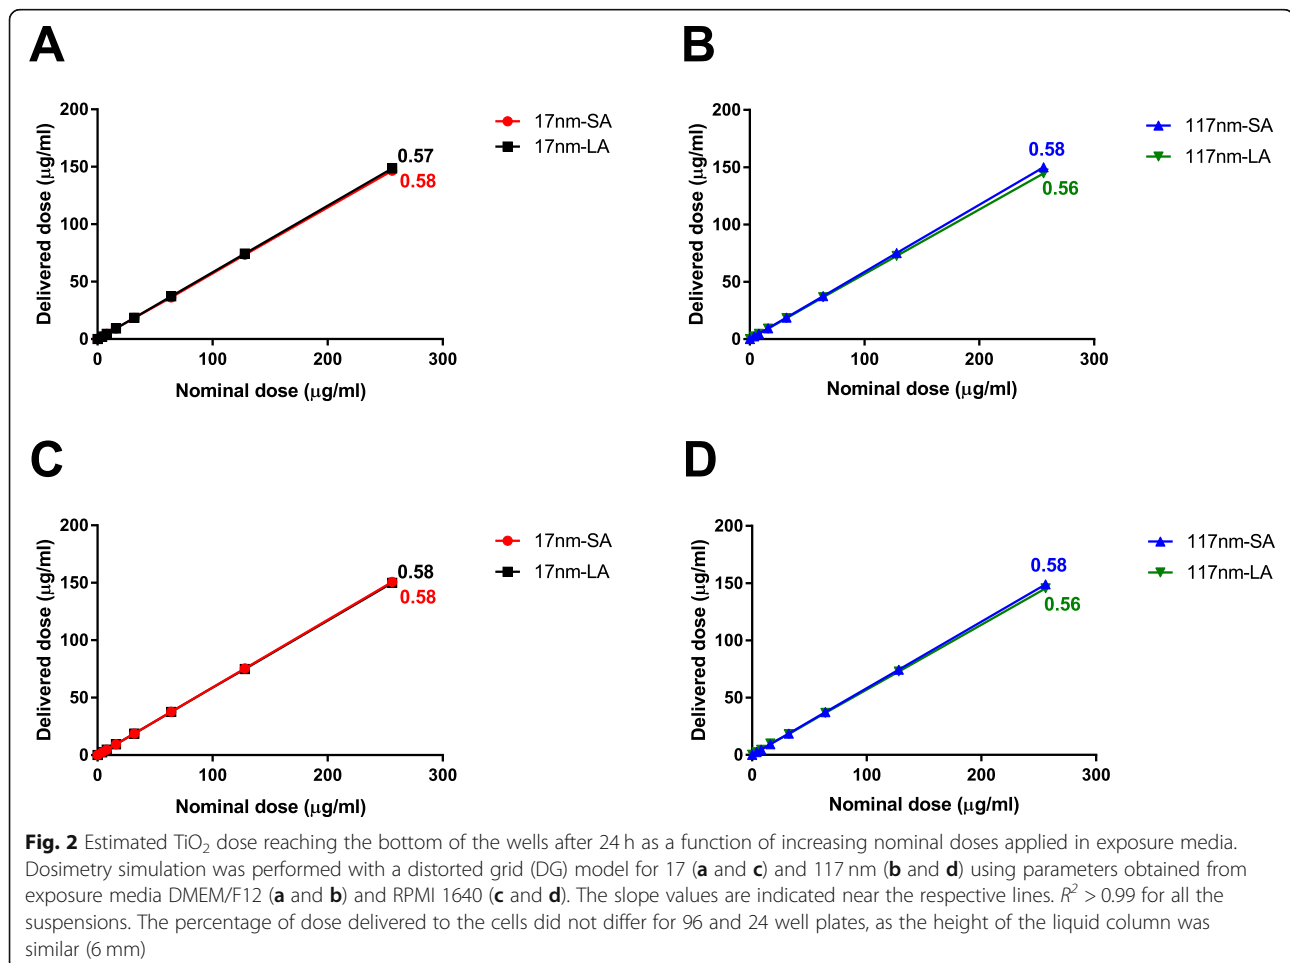 A
200
150
100
50
0
Delivered dose (μg/ml)
0 100 200 300
Nominal dose (μg/ml)
17nm-SA
17nm-LA
0.57
0.58
B
200
150
100
50
0
Delivered dose (μg/ml)
0 100 200 300
Nominal dose (μg/ml)
117nm-SA
117nm-LA
0.58
0.56
C
200
150
100
50
0
Delivered dose (μg/ml)
0 100 200 300
Nominal dose (μg/ml)
17nm-SA
17nm-LA
0.58
0.58
D
200
150
100
50
0
Delivered dose (μg/ml)
0 100 200 300
Nominal dose (μg/ml)
117nm-SA
117nm-LA
0.58
0.56
Fig. 2 Estimated TiO₂ dose reaching the bottom of the wells after 24 h as a function of increasing nominal doses applied in exposure media.
Dosimetry simulation was performed with a distorted grid (DG) model for 17 (a and c) and 117 nm (b and d) using parameters obtained from
exposure media DMEM/F12 (a and b) and RPMI 1640 (c and d). The slope values are indicated near the respective lines. R² > 0.99 for all the
suspensions. The percentage of dose delivered to the cells did not differ for 96 and 24 well plates, as the height of the liquid column was
similar (6 mm)